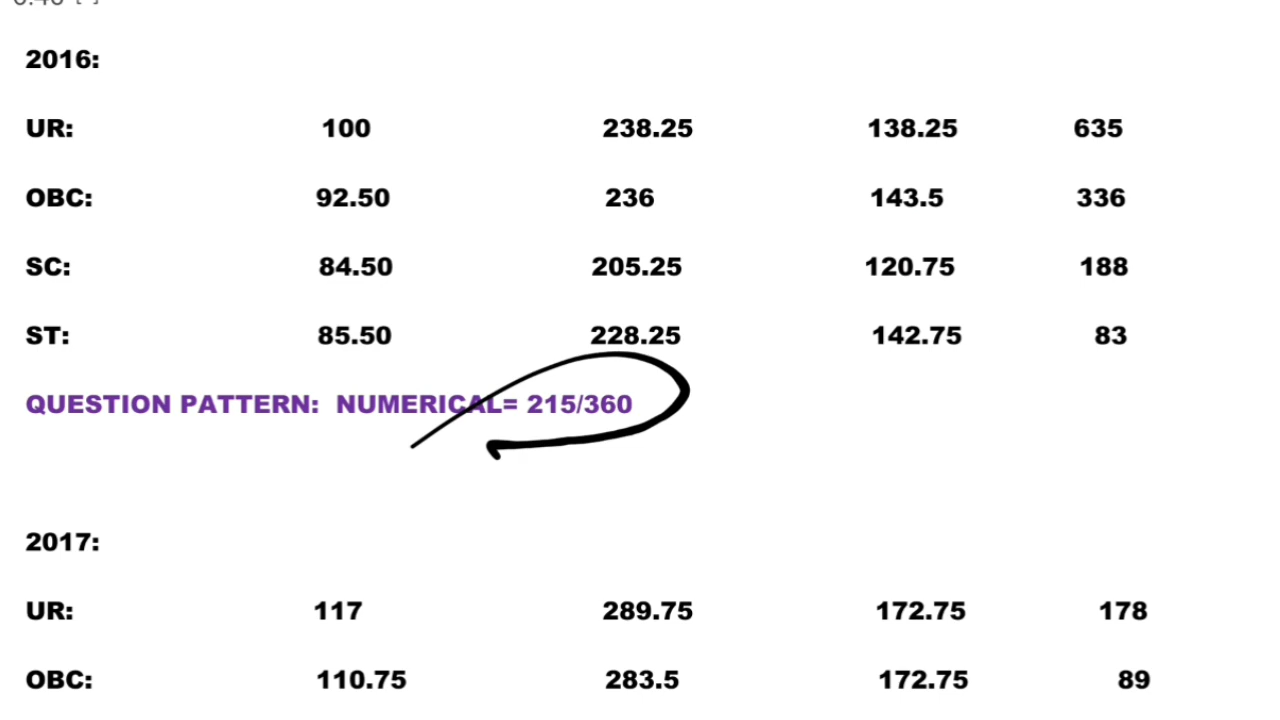 2016:
UR: 100 238.25 138.25 635
OBC: 92.50 236 143.5 336
SC: 84.50 205.25 120.75 188
ST: 85.50 228.25 142.75 83
QUESTION PATTERN: NUMERICAL= 215/360
2017:
UR: 117 289.75 172.75 178
OBC: 110.75 283.5 172.75 89